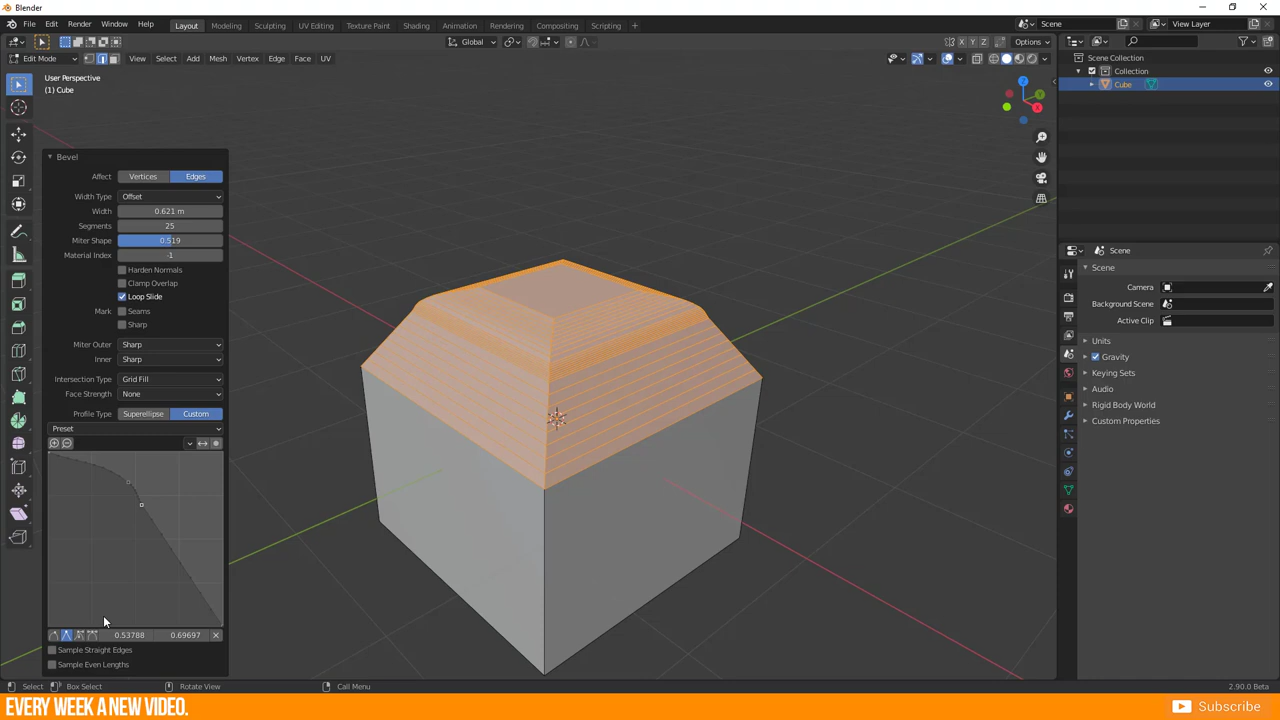 Blender
File Edit Render Window Help
Layout Modeling Sculpting UV Editing Texture Paint Shading Animation Rendering Compositing Scripting +
Scene
View Layer
Global
X Y Z
Options
Edit Mode
View Select Add Mesh Vertex Edge Face UV
User Perspective
(1) Cube
Scene Collection
Collection
Cube
Z
Y
X
Bevel
Affect Vertices Edges
Width Type Offset
Width 0.621 m
Segments 25
Miter Shape 0.519
Material Index -1
Harden Normals
Clamp Overlap
Loop Slide
Mark Seams
Sharp
Miter Outer Sharp
Inner Sharp
Intersection Type Grid Fill
Face Strength None
Profile Type Superellipse Custom
Preset
0.53788 0.69697
Sample Straight Edges
Sample Even Lengths
Scene
Scene
Camera
Background Scene
Active Clip
Units
Gravity
Keying Sets
Audio
Rigid Body World
Custom Properties
Select Box Select Rotate View Call Menu 2.90.0 Beta
EVERY WEEK A NEW VIDEO.
Subscribe